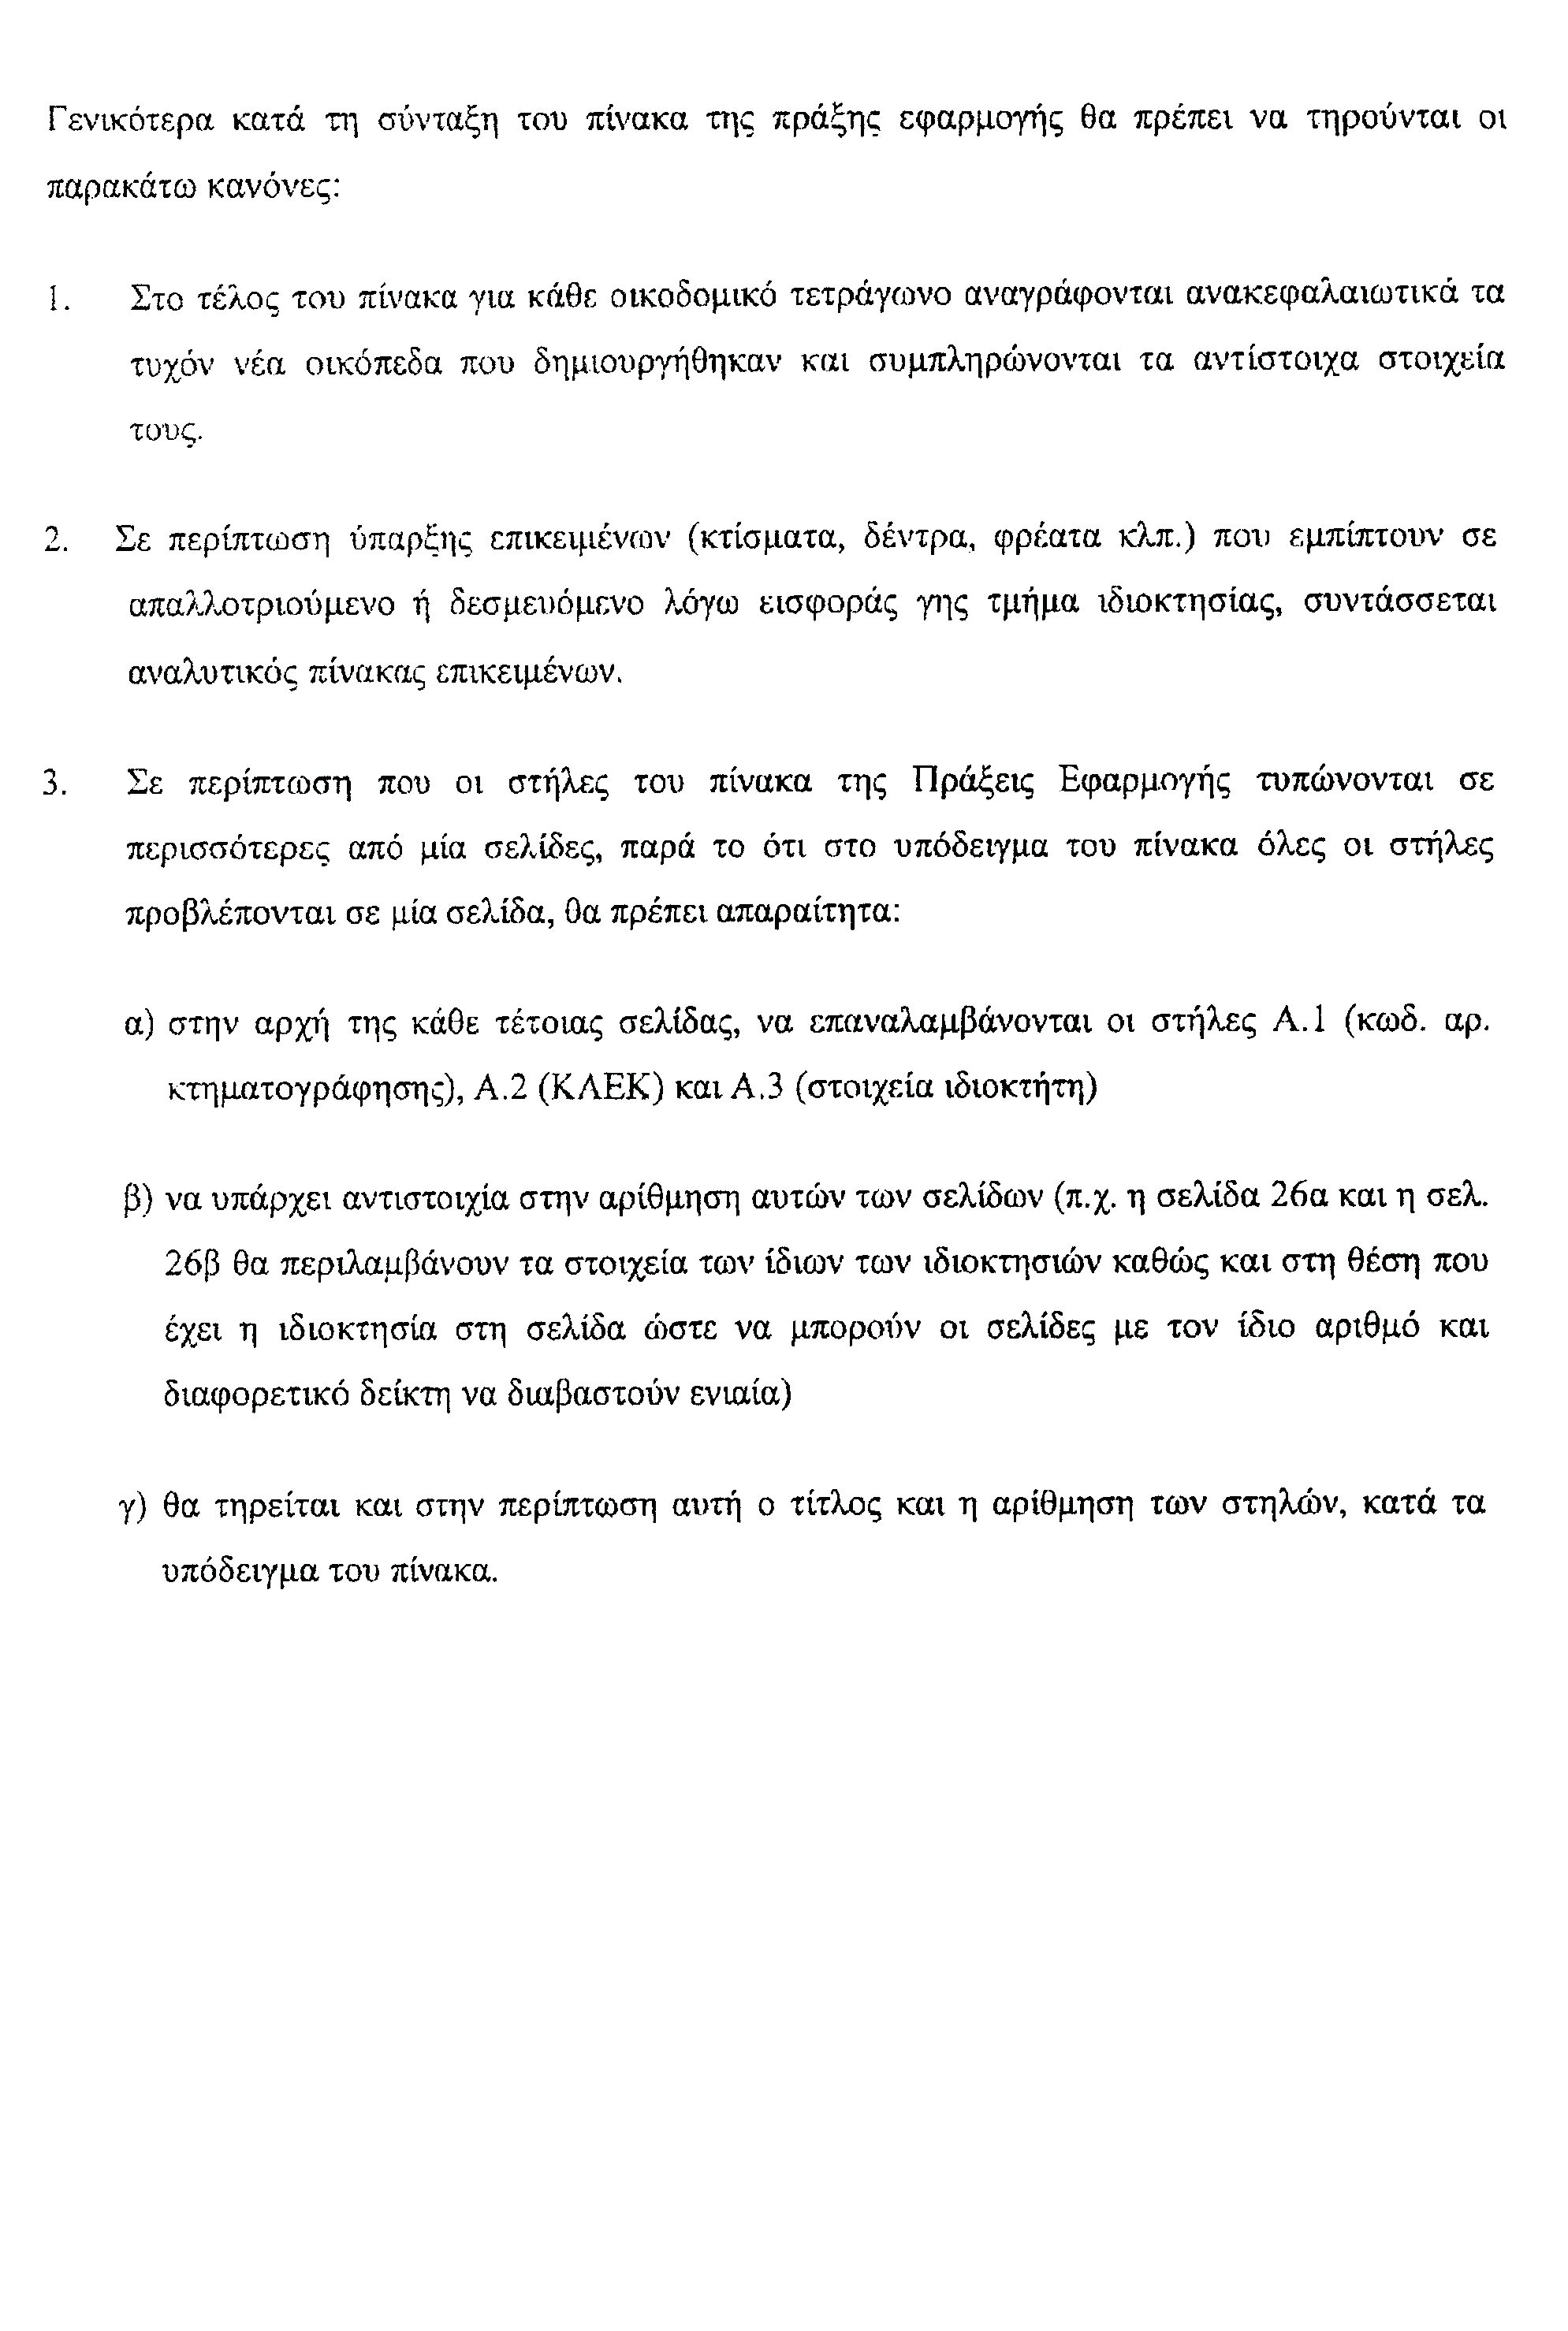 Γενικότερα κατά τη σύνταξη του πίνακα της πράξης εφαρμογής θα πρέπει να τηρούνται οι
παρακάτω κανόνες:
1. Στο τέλος του πίνακα για κάθε οικοδομικό τετράγωνο αναγράφονται ανακεφαλαιωτικά τα
τυχόν νέα οικόπεδα που δημιουργήθηκαν και συμπληρώνονται τα αντίστοιχα στοιχεία
τους.
2. Σε περίπτωση ύπαρξης επικειμένων (κτίσματα, δέντρα, φρέατα κλπ.) που εμπίπτουν σε
απαλλοτριούμενο ή δεσμευόμενο λόγω εισφοράς γης τμήμα ιδιοκτησίας, συντάσσεται
αναλυτικός πίνακας επικειμένων.
3. Σε περίπτωση που οι στήλες του πίνακα της Πράξεις Εφαρμογής τυπώνονται σε
περισσότερες από μία σελίδες, παρά το ότι στο υπόδειγμα του πίνακα όλες οι στήλες
προβλέπονται σε μία σελίδα, θα πρέπει απαραίτητα:
α) στην αρχή της κάθε τέτοιας σελίδας, να επαναλαμβάνονται οι στήλες Α.1 (κωδ. αρ.
κτηματογράφησης), Α.2 (ΚΑΕΚ) και Α.3 (στοιχεία ιδιοκτήτη)
β) να υπάρχει αντιστοιχία στην αρίθμηση αυτών των σελίδων (π.χ. η σελίδα 26α και η σελ.
26β θα περιλαμβάνουν τα στοιχεία των ίδιων των ιδιοκτησιών καθώς και στη θέση που
έχει η ιδιοκτησία στη σελίδα ώστε να μπορούν οι σελίδες με τον ίδιο αριθμό και
διαφορετικό δείκτη να διαβαστούν ενιαία)
γ) θα τηρείται και στην περίπτωση αυτή ο τίτλος και η αρίθμηση των στηλών, κατά τα
υπόδειγμα του πίνακα.